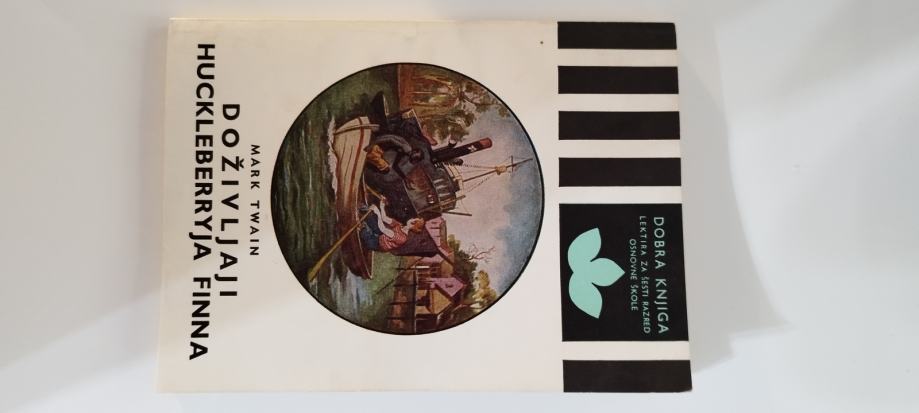 DOBRA KNJIGA
LEKTIRA ZA ŠESTI RAZRED
OSNOVNE ŠKOLE
MARK TWAIN
DOŽIVLJAJI
HUCKLEBERRYJA FINNA